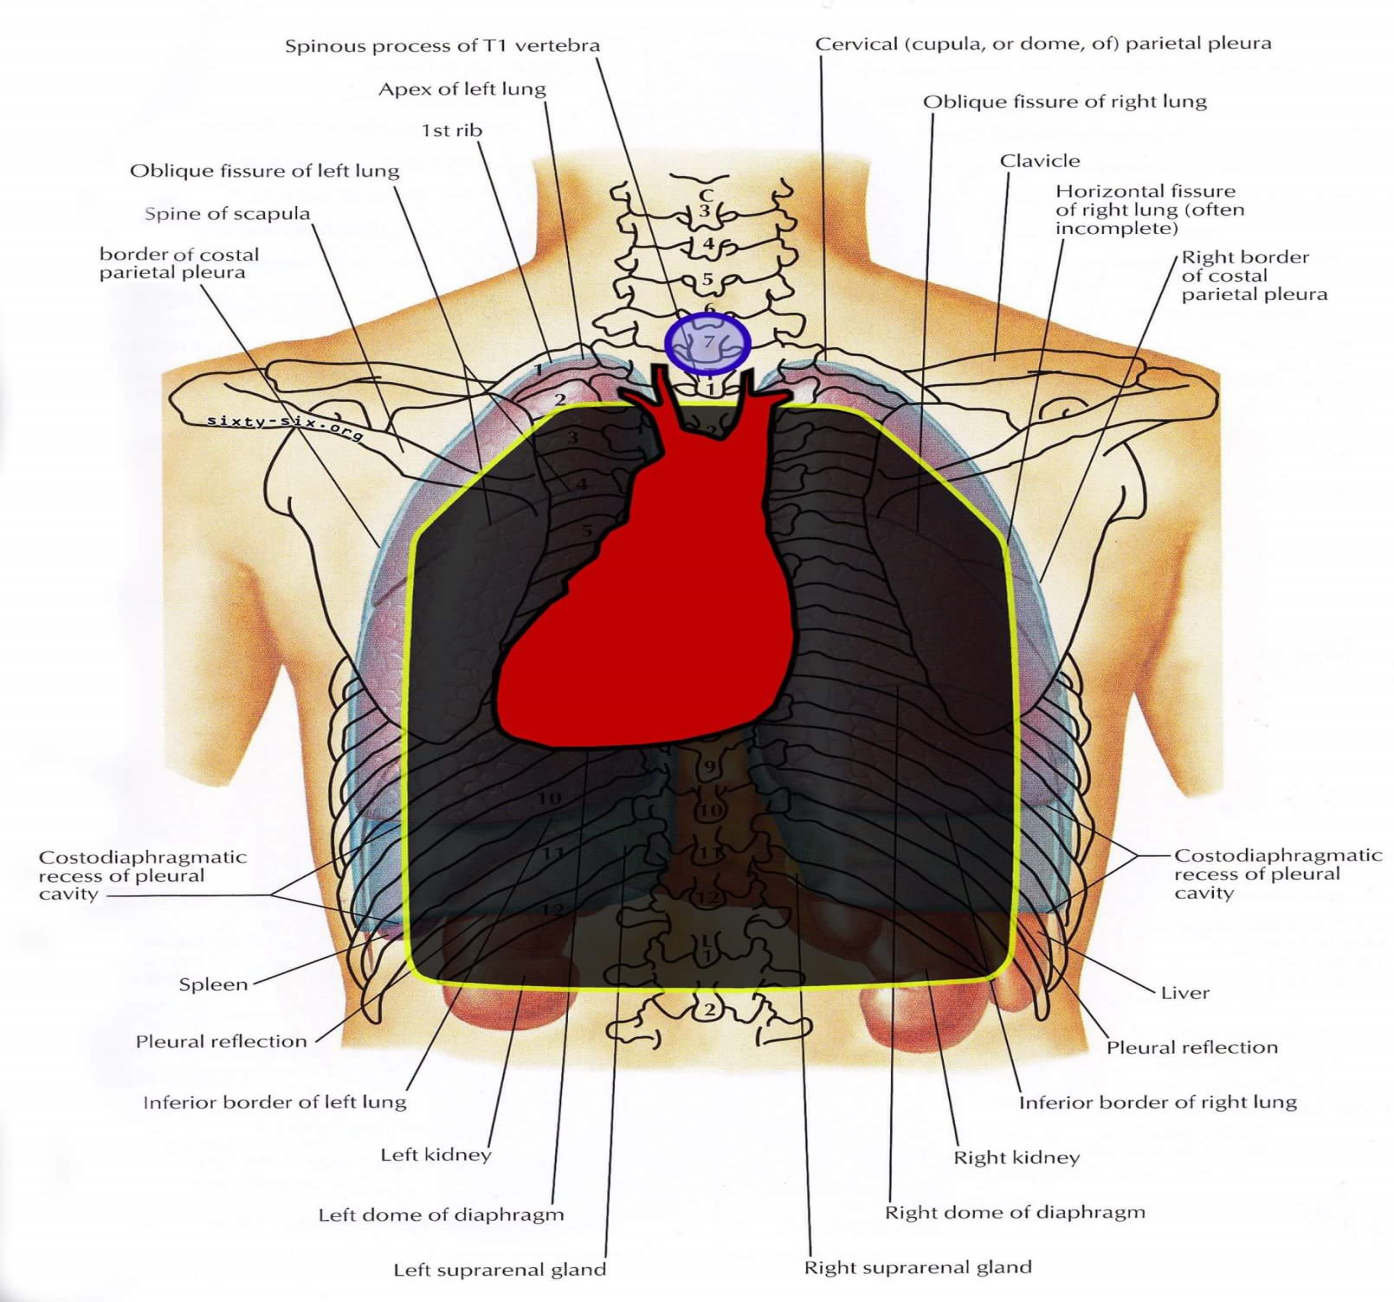 Spinous process of T1 vertebra
Cervical (cupula, or dome, of) parietal pleura
Apex of left lung
Oblique fissure of right lung
1st rib
Clavicle
Oblique fissure of left lung
Horizontal fissure
of right lung (often
incomplete)
Spine of scapula
border of costal
parietal pleura
Right border
of costal
parietal pleura
C
3
4
5
6
7
1
2
1
2
3
4
5
sixty-six.org
9
10
10
11
11
12
12
L
1
2
Costodiaphragmatic
recess of pleural
cavity
Costodiaphragmatic
recess of pleural
cavity
Spleen
Liver
Pleural reflection
Pleural reflection
Inferior border of left lung
Inferior border of right lung
Left kidney
Right kidney
Left dome of diaphragm
Right dome of diaphragm
Left suprarenal gland
Right suprarenal gland